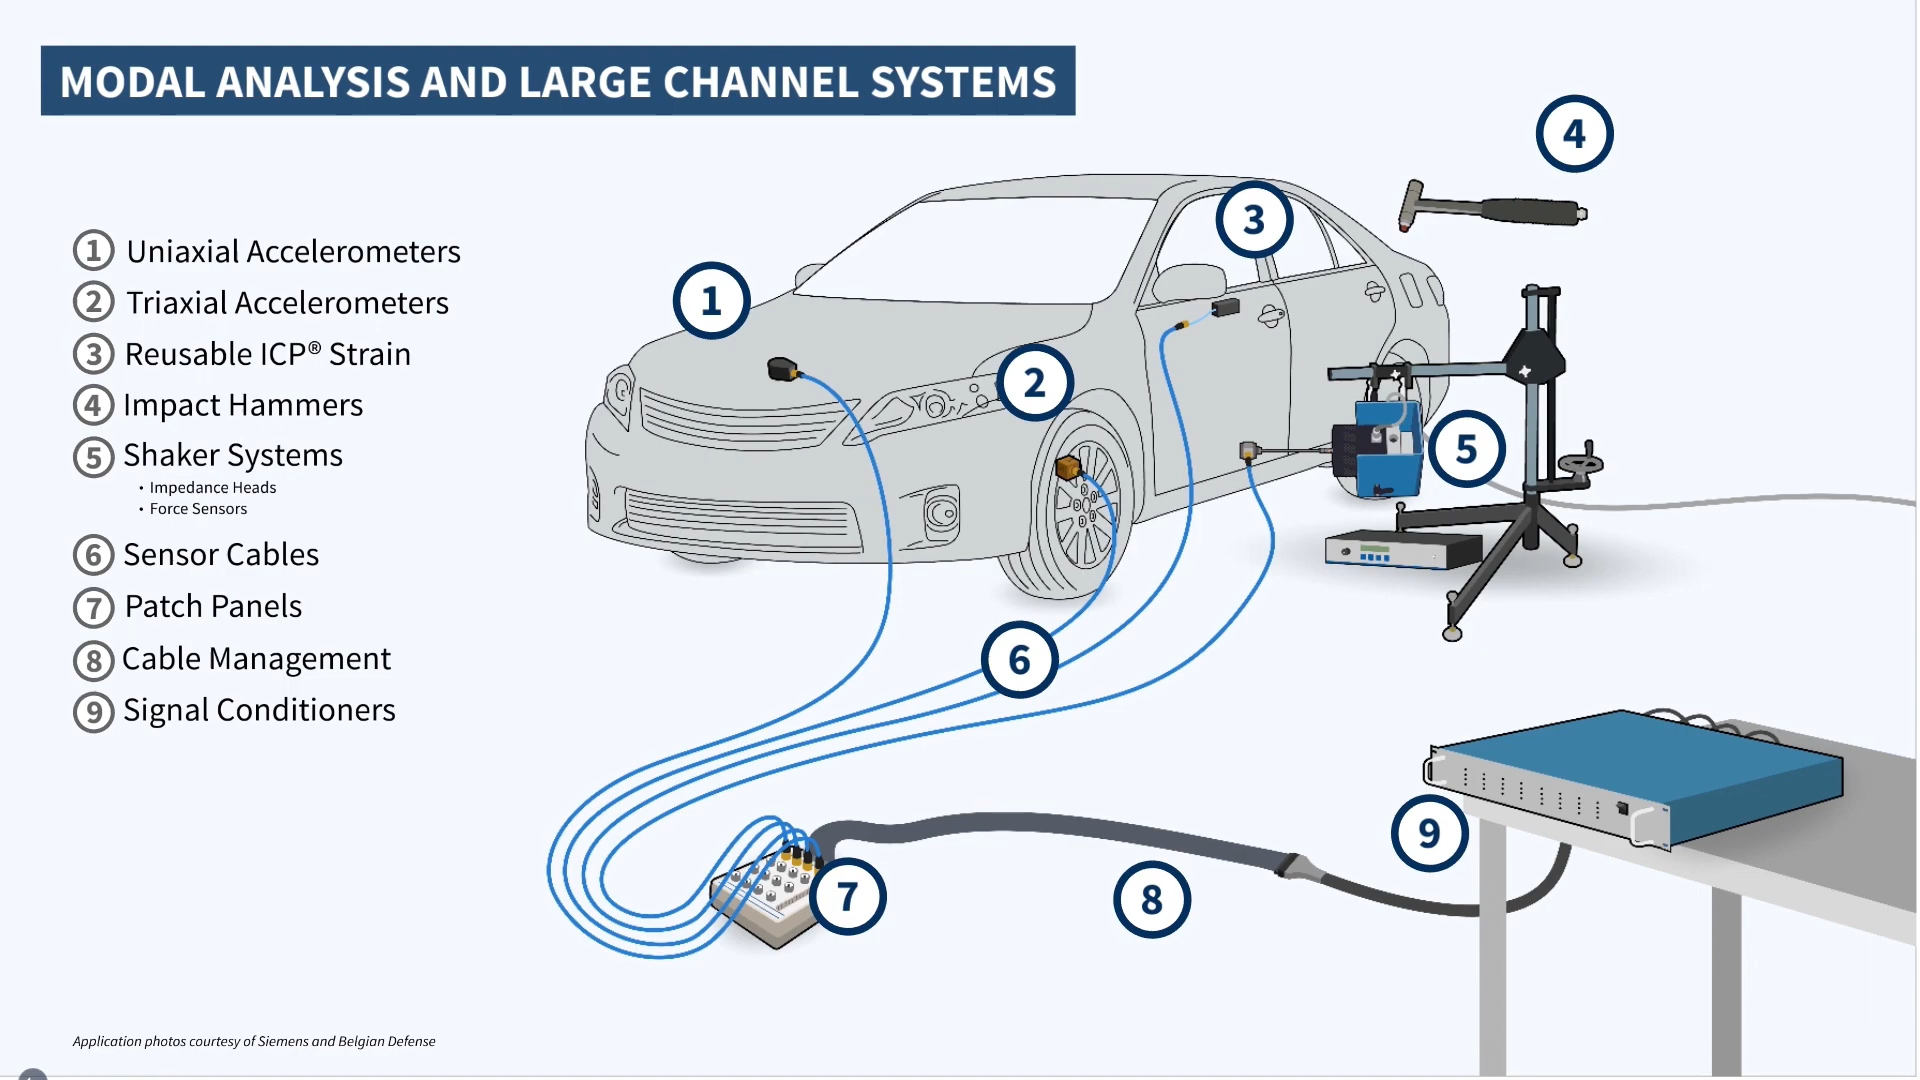 MODAL ANALYSIS AND LARGE CHANNEL SYSTEMS
1 Uniaxial Accelerometers
2 Triaxial Accelerometers
3 Reusable ICP® Strain
4 Impact Hammers
5 Shaker Systems
• Impedance Heads
• Force Sensors
6 Sensor Cables
7 Patch Panels
8 Cable Management
9 Signal Conditioners
4
3
1
2
5
6
9
7
8
Application photos courtesy of Siemens and Belgian Defense